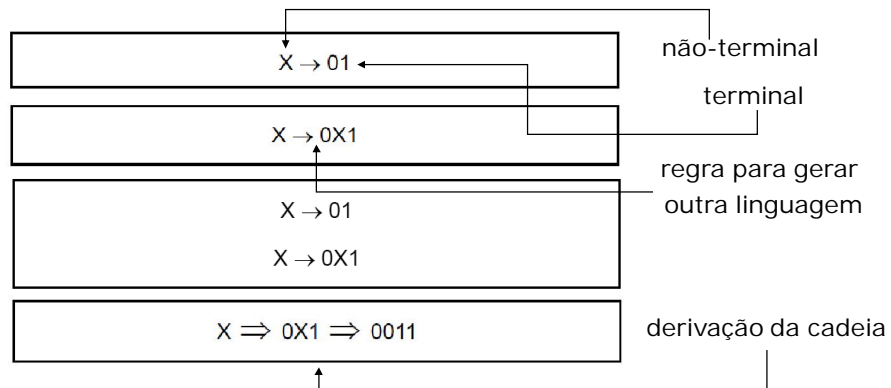 não-terminal
X → 01
terminal
X → 0X1
regra para gerar
outra linguagem
X → 01
X → 0X1
X ⇒ 0X1 ⇒ 0011
derivação da cadeia